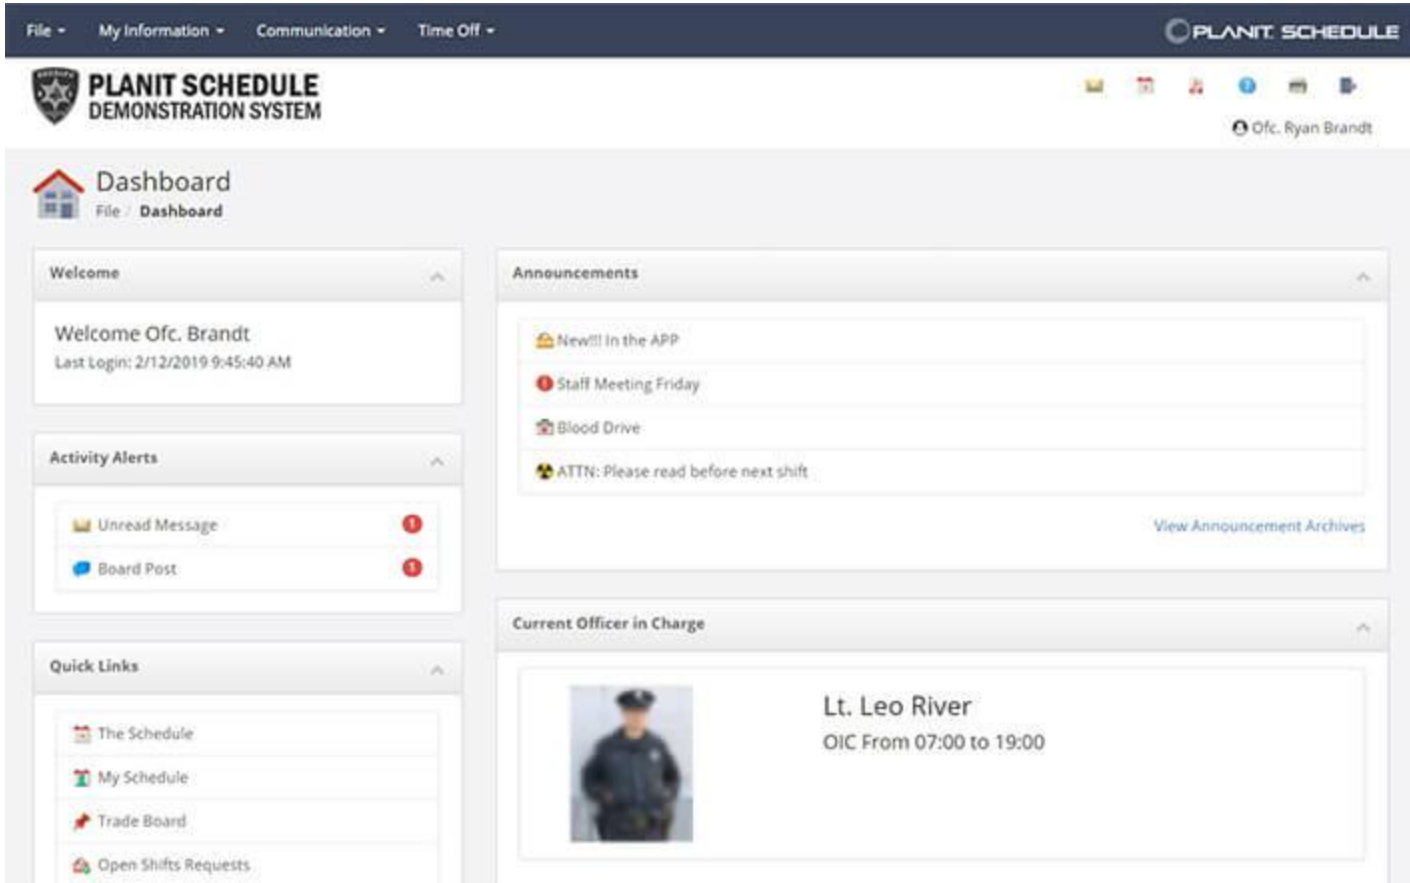 File My Information Communication Time Off PLANIT SCHEDULE
PLANIT SCHEDULE
DEMONSTRATION SYSTEM
Ofc. Ryan Brandt
Dashboard
File / Dashboard
Welcome
Welcome Ofc. Brandt
Last Login: 2/12/2019 9:45:40 AM
Activity Alerts
Unread Message 1
Board Post 1
Quick Links
The Schedule
My Schedule
Trade Board
Open Shifts Requests
Announcements
New!!! In the APP
Staff Meeting Friday
Blood Drive
ATTN: Please read before next shift
View Announcement Archives
Current Officer in Charge
Lt. Leo River
OIC From 07:00 to 19:00